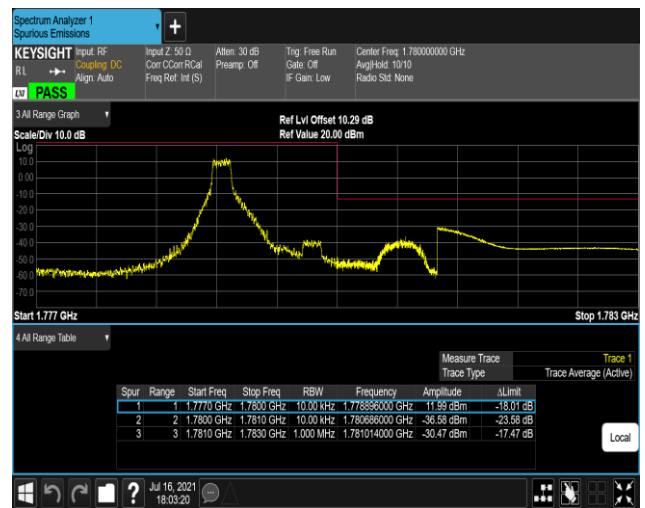 Spectrum Analyzer 1
Spurious Emissions
KEYSIGHT Input: RF Input Z: 50 Ω Atten: 30 dB Trig: Free Run Center Freq: 1.780000000 GHz
R L Coupling: DC Corr CCorr RCal Preamp: Off Gate: Off Avg|Hold: 10/10
Align: Auto Freq Ref: Int (S) IF Gain: Low Radio Std: None
LXI PASS
3 All Range Graph
Ref Lvl Offset 10.29 dB
Scale/Div 10.0 dB Ref Value 20.00 dBm
Log
10.0
0.00
-10.0
-20.0
-30.0
-40.0
-50.0
-60.0
-70.0
Start 1.777 GHz Stop 1.783 GHz
4 All Range Table
Measure Trace Trace 1
Trace Type Trace Average (Active)
Spur Range Start Freq Stop Freq RBW Frequency Amplitude ΔLimit
1 1 1.7770 GHz 1.7800 GHz 10.00 kHz 1.778896000 GHz 11.99 dBm -18.01 dB
2 2 1.7800 GHz 1.7810 GHz 10.00 kHz 1.780686000 GHz -36.58 dBm -23.58 dB
3 3 1.7810 GHz 1.7830 GHz 1.000 MHz 1.781014000 GHz -30.47 dBm -17.47 dB
Local
? Jul 16, 2021
18:03:20